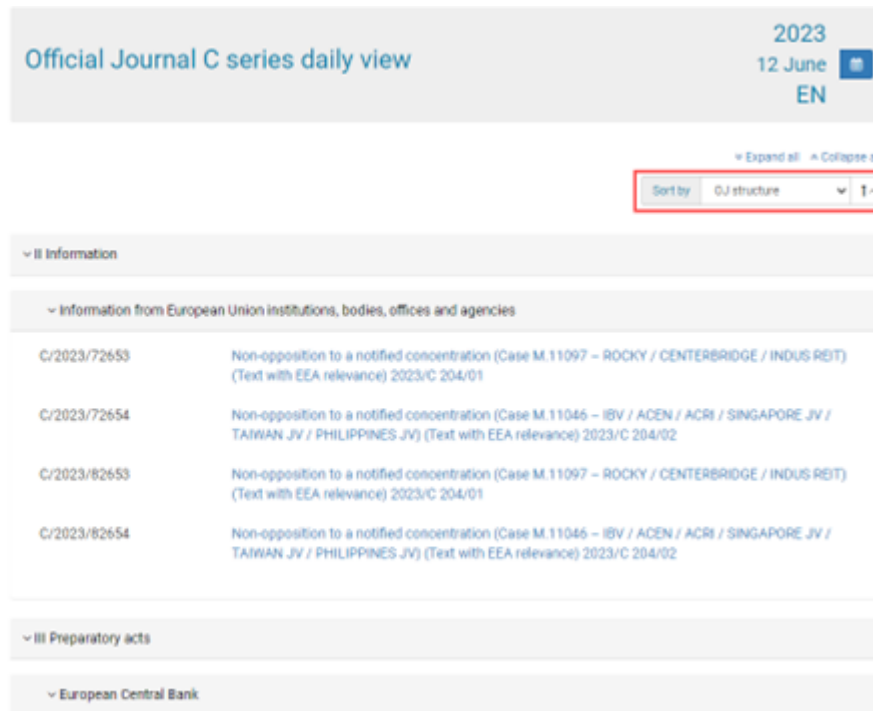 Official Journal C series daily view
2023
12 June
EN
Expand all
Sort by OJ structure
II Information
Information from European Union institutions, bodies, offices and agencies
C/2023/72653 Non-opposition to a notified concentration (Case M.11097 – ROCKY / CENTERBRIDGE / INDUS REIT)
(Text with EEA relevance) 2023/C 204/01
C/2023/72654 Non-opposition to a notified concentration (Case M.11046 – IBV / ACEN / ACRI / SINGAPORE JV /
TAIWAN JV / PHILIPPINES JV) (Text with EEA relevance) 2023/C 204/02
C/2023/82653 Non-opposition to a notified concentration (Case M.11097 – ROCKY / CENTERBRIDGE / INDUS REIT)
(Text with EEA relevance) 2023/C 204/01
C/2023/82654 Non-opposition to a notified concentration (Case M.11046 – IBV / ACEN / ACRI / SINGAPORE JV /
TAIWAN JV / PHILIPPINES JV) (Text with EEA relevance) 2023/C 204/02
III Preparatory acts
European Central Bank